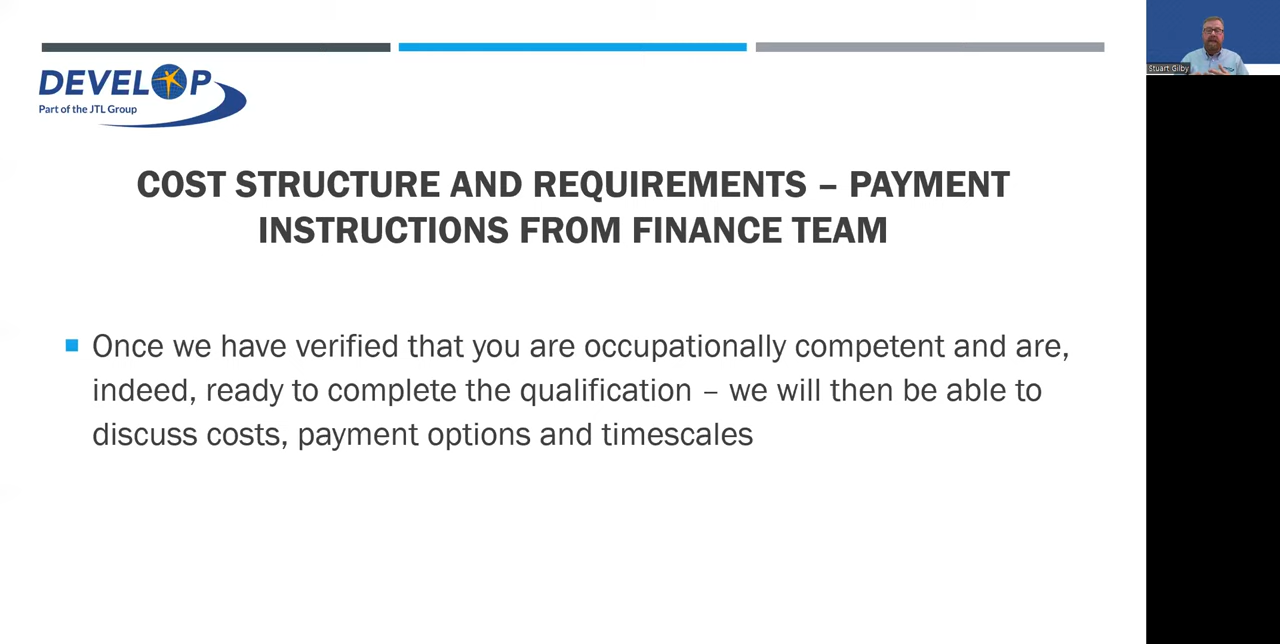 DEVELOP
Part of the JTL Group
COST STRUCTURE AND REQUIREMENTS – PAYMENT
INSTRUCTIONS FROM FINANCE TEAM
Once we have verified that you are occupationally competent and are,
indeed, ready to complete the qualification – we will then be able to
discuss costs, payment options and timescales
Stuart Gilby